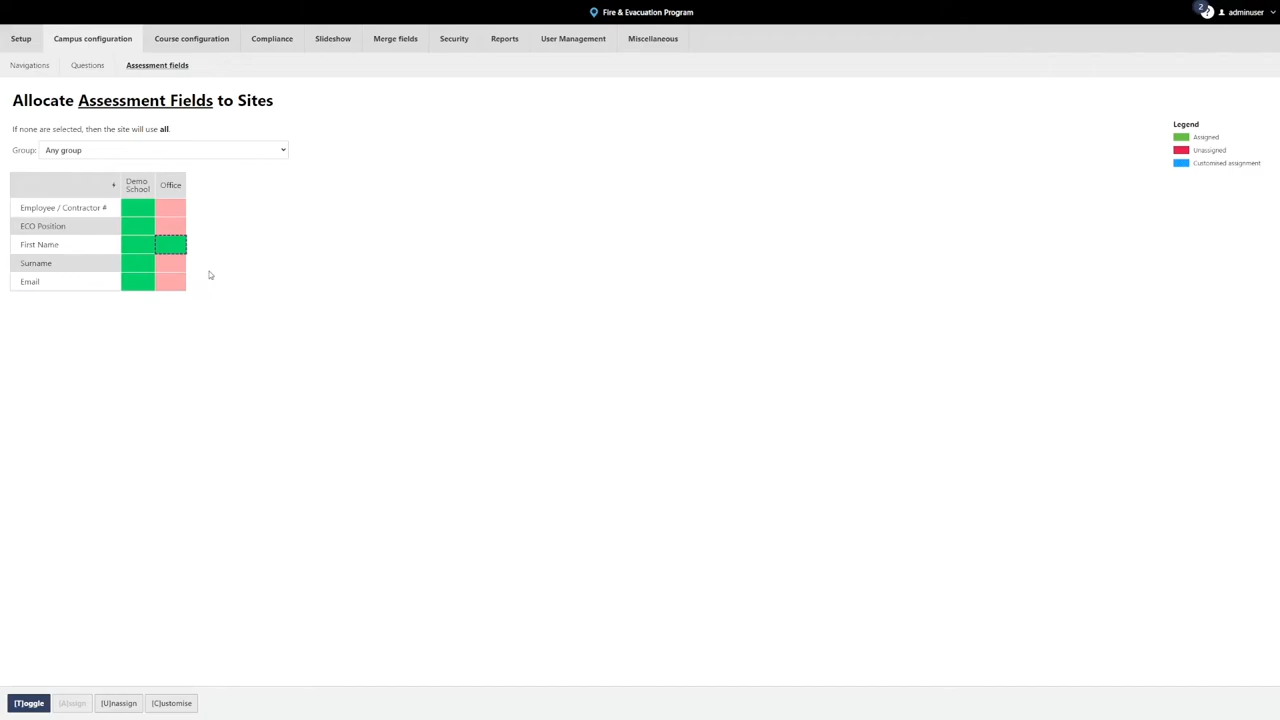 Fire & Evacuation Program
2
?
adminuser
Setup
Campus configuration
Course configuration
Compliance
Slideshow
Merge fields
Security
Reports
User Management
Miscellaneous
Navigations
Questions
Assessment fields
Allocate Assessment Fields to Sites
If none are selected, then the site will use all.
Group: Any group
Legend
Assigned
Unassigned
Customised assignment
Demo
School
Office
Employee / Contractor #
ECO Position
First Name
Surname
Email
[T]oggle
[A]ssign
[U]nassign
[C]ustomise